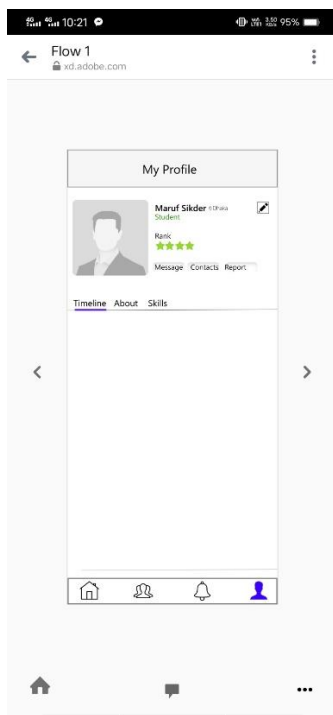 10:21
95%
Flow 1
xd.adobe.com
My Profile
Maruf Sikder Dhaka
Student
Rank
Message Contacts Report
Timeline About Skills